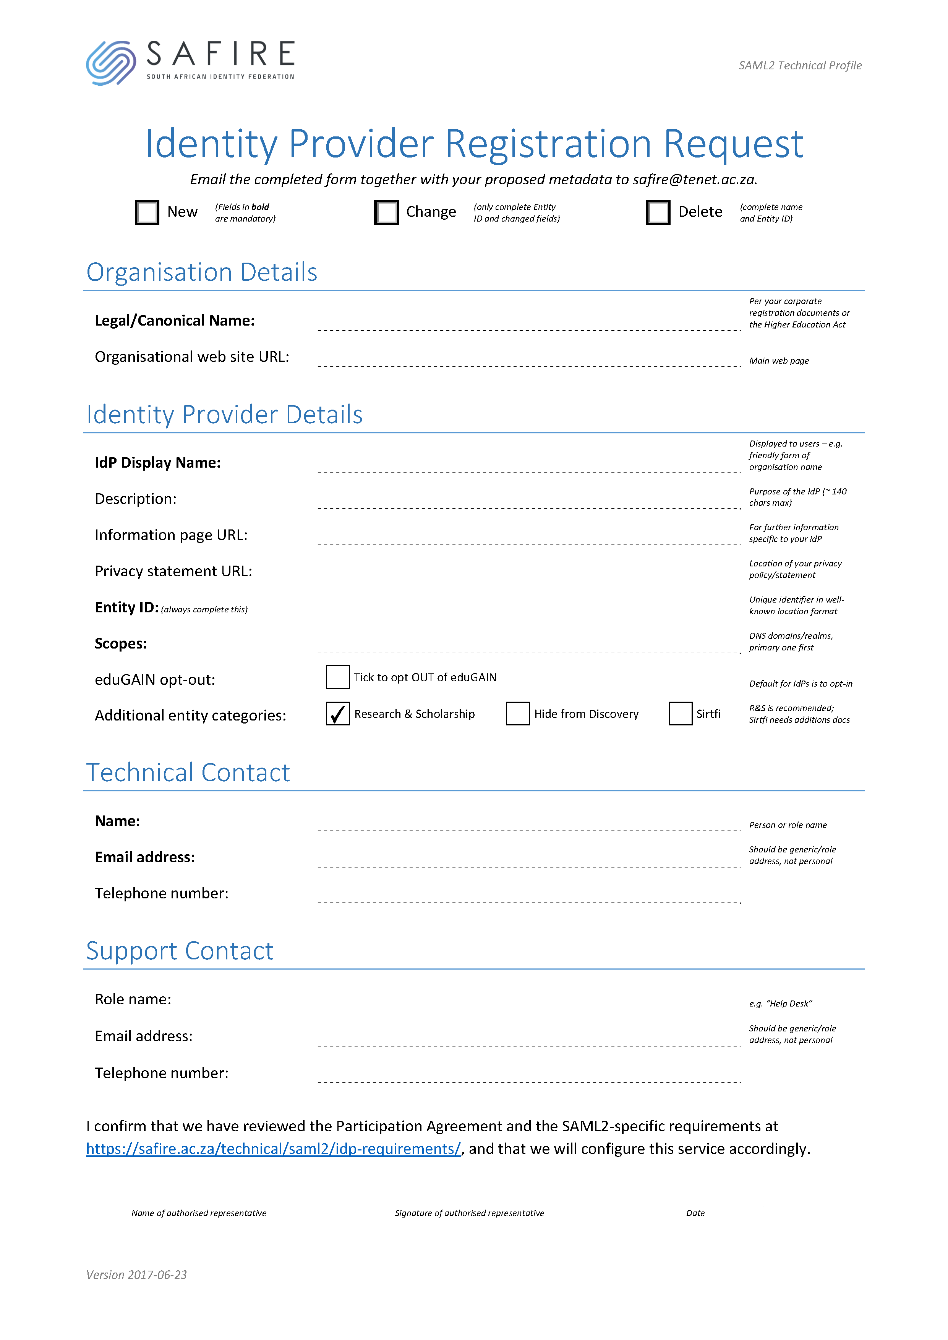 SAFIRE
SOUTH AFRICAN IDENTITY FEDERATION
SAML2 Technical Profile
Identity Provider Registration Request
Email the completed form together with your proposed metadata to safire@tenet.ac.za.
New (Fields in bold are mandatory) Change (only complete Entity ID and changed fields) Delete (complete name and Entity ID)
Organisation Details
Legal/Canonical Name: Per your corporate registration documents or the Higher Education Act
Organisational web site URL: Main web page
Identity Provider Details
IdP Display Name: Displayed to users – e.g. friendly form of organisation name
Description: Purpose of the IdP (~ 140 chars max)
Information page URL: For further information specific to your IdP
Privacy statement URL: Location of your privacy policy/statement
Entity ID: (always complete this) Unique identifier in well-known location format
Scopes: DNS domains/realms, primary one first
eduGAIN opt-out: Tick to opt OUT of eduGAIN Default for IdPs is to opt-in
Additional entity categories: ✓ Research & Scholarship Hide from Discovery Sirtfi R&S is recommended; Sirtfi needs additions docs
Technical Contact
Name: Person or role name
Email address: Should be generic/role address, not personal
Telephone number:
Support Contact
Role name: e.g. "Help Desk"
Email address: Should be generic/role address, not personal
Telephone number:
I confirm that we have reviewed the Participation Agreement and the SAML2-specific requirements at
https://safire.ac.za/technical/saml2/idp-requirements/, and that we will configure this service accordingly.
Name of authorised representative Signature of authorised representative Date
Version 2017-06-23